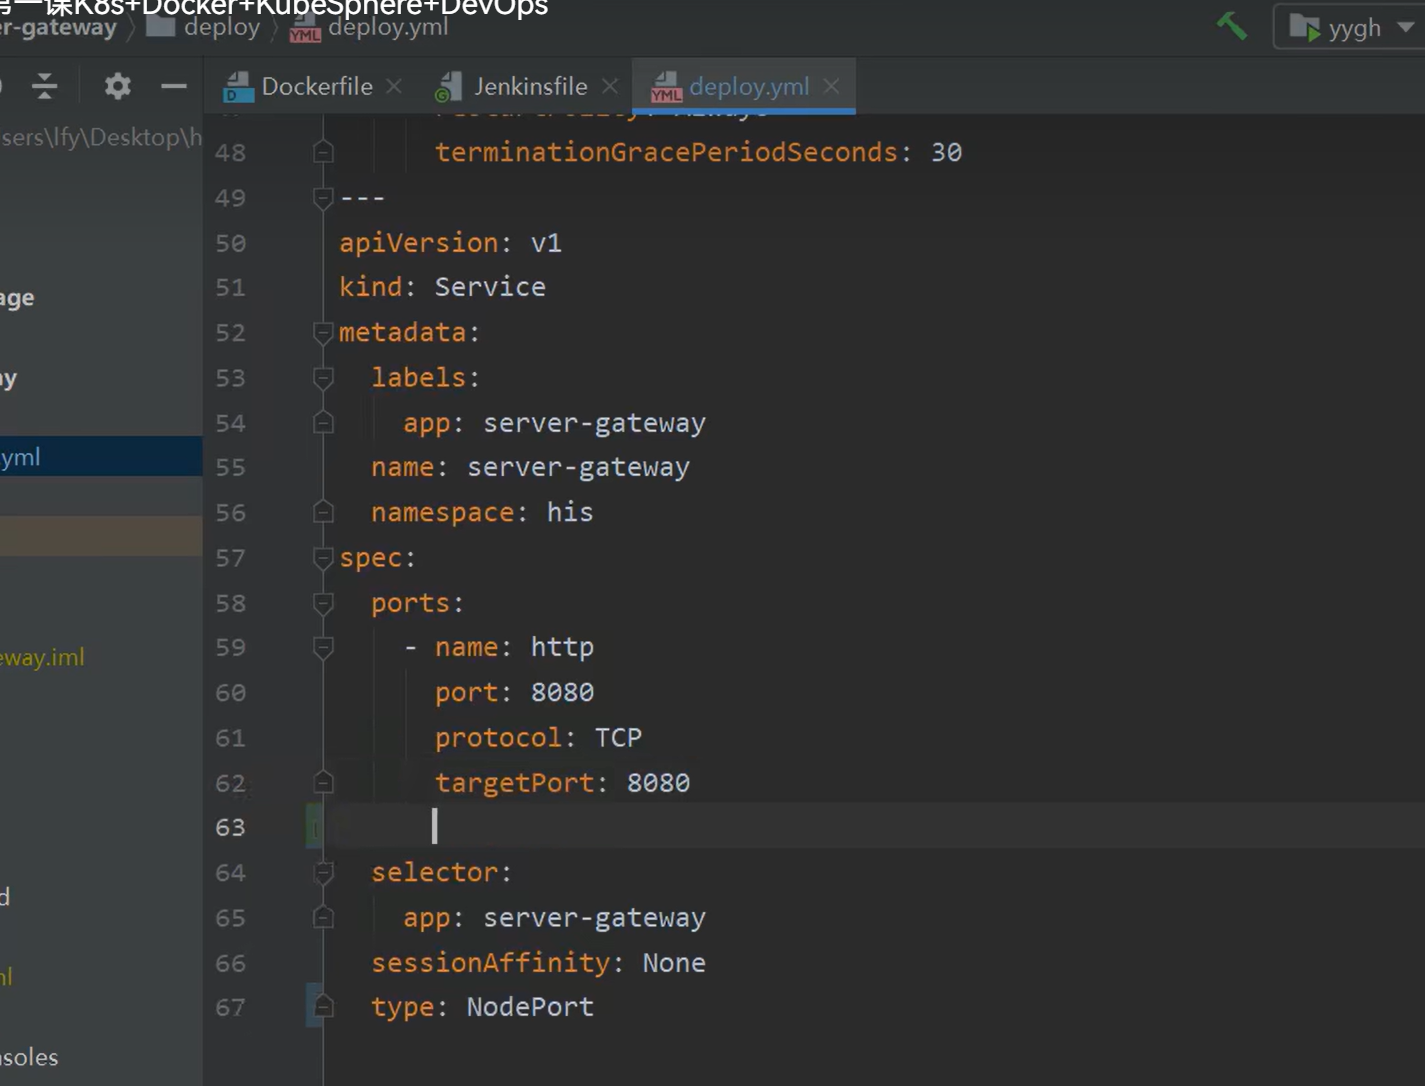 第一课K8s+Docker+KubeSphere+DevOps
er-gateway deploy deploy.yml yygh
Dockerfile Jenkinsfile deploy.yml
sers\lfy\Desktop\h
age
ay
yml
eway.iml
d
ml
nsoles
48 terminationGracePeriodSeconds: 30
49 ---
50 apiVersion: v1
51 kind: Service
52 metadata:
53 labels:
54 app: server-gateway
55 name: server-gateway
56 namespace: his
57 spec:
58 ports:
59 - name: http
60 port: 8080
61 protocol: TCP
62 targetPort: 8080
63
64 selector:
65 app: server-gateway
66 sessionAffinity: None
67 type: NodePort